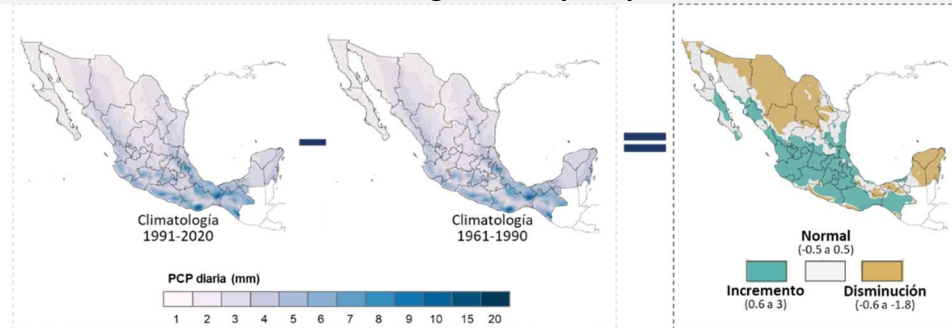 Climatología
1991-2020
Climatología
1961-1990
PCP diaria (mm)
1 2 3 4 5 6 7 8 9 10 15 20
Normal
(-0.5 a 0.5)
Incremento
(0.6 a 3)
Disminución
(-0.6 a -1.8)